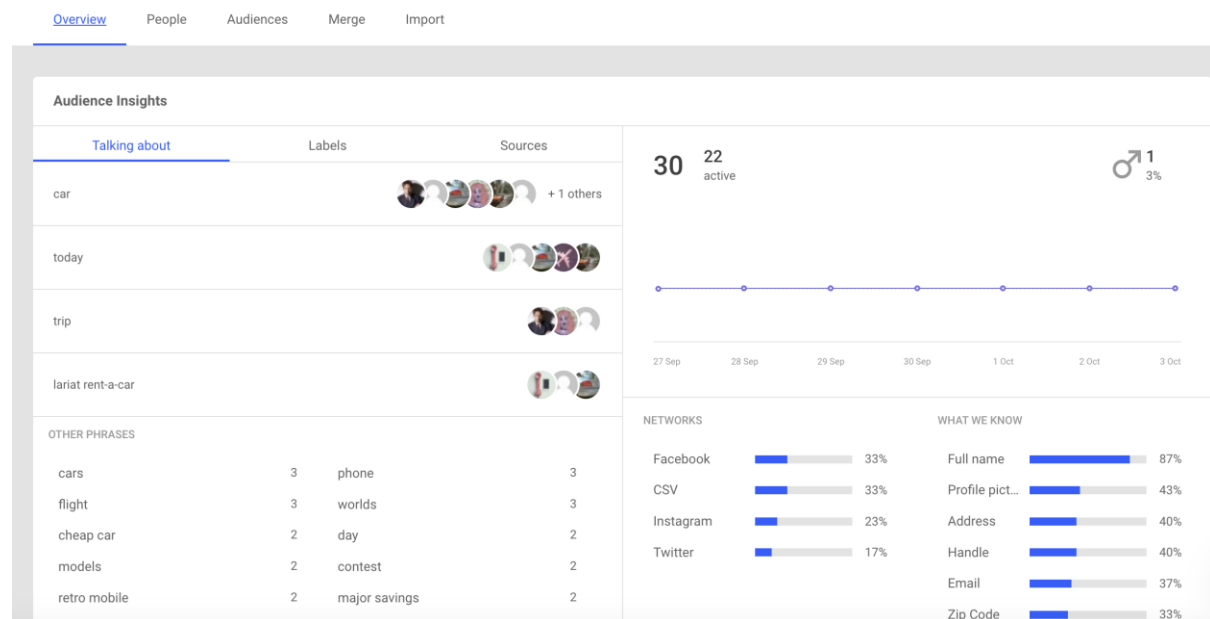 Overview People Audiences Merge Import
Audience Insights
Talking about Labels Sources
car + 1 others
today
trip
lariat rent-a-car
OTHER PHRASES
cars 3 phone 3
flight 3 worlds 3
cheap car 2 day 2
models 2 contest 2
retro mobile 2 major savings 2
30 22 active
1
3%
27 Sep 28 Sep 29 Sep 30 Sep 1 Oct 2 Oct 3 Oct
NETWORKS
Facebook 33%
CSV 33%
Instagram 23%
Twitter 17%
WHAT WE KNOW
Full name 87%
Profile pict... 43%
Address 40%
Handle 40%
Email 37%
Zip Code 33%